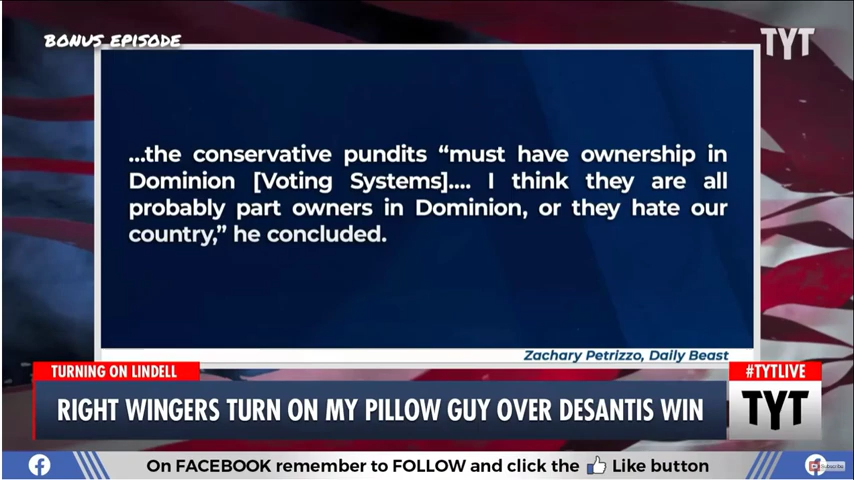 BONUS EPISODE
TYT
...the conservative pundits “must have ownership in
Dominion [Voting Systems].... I think they are all
probably part owners in Dominion, or they hate our
country,” he concluded.
Zachary Petrizzo, Daily Beast
TURNING ON LINDELL
#TYTLIVE
RIGHT WINGERS TURN ON MY PILLOW GUY OVER DESANTIS WIN
TYT
On FACEBOOK remember to FOLLOW and click the Like button
Subscribe